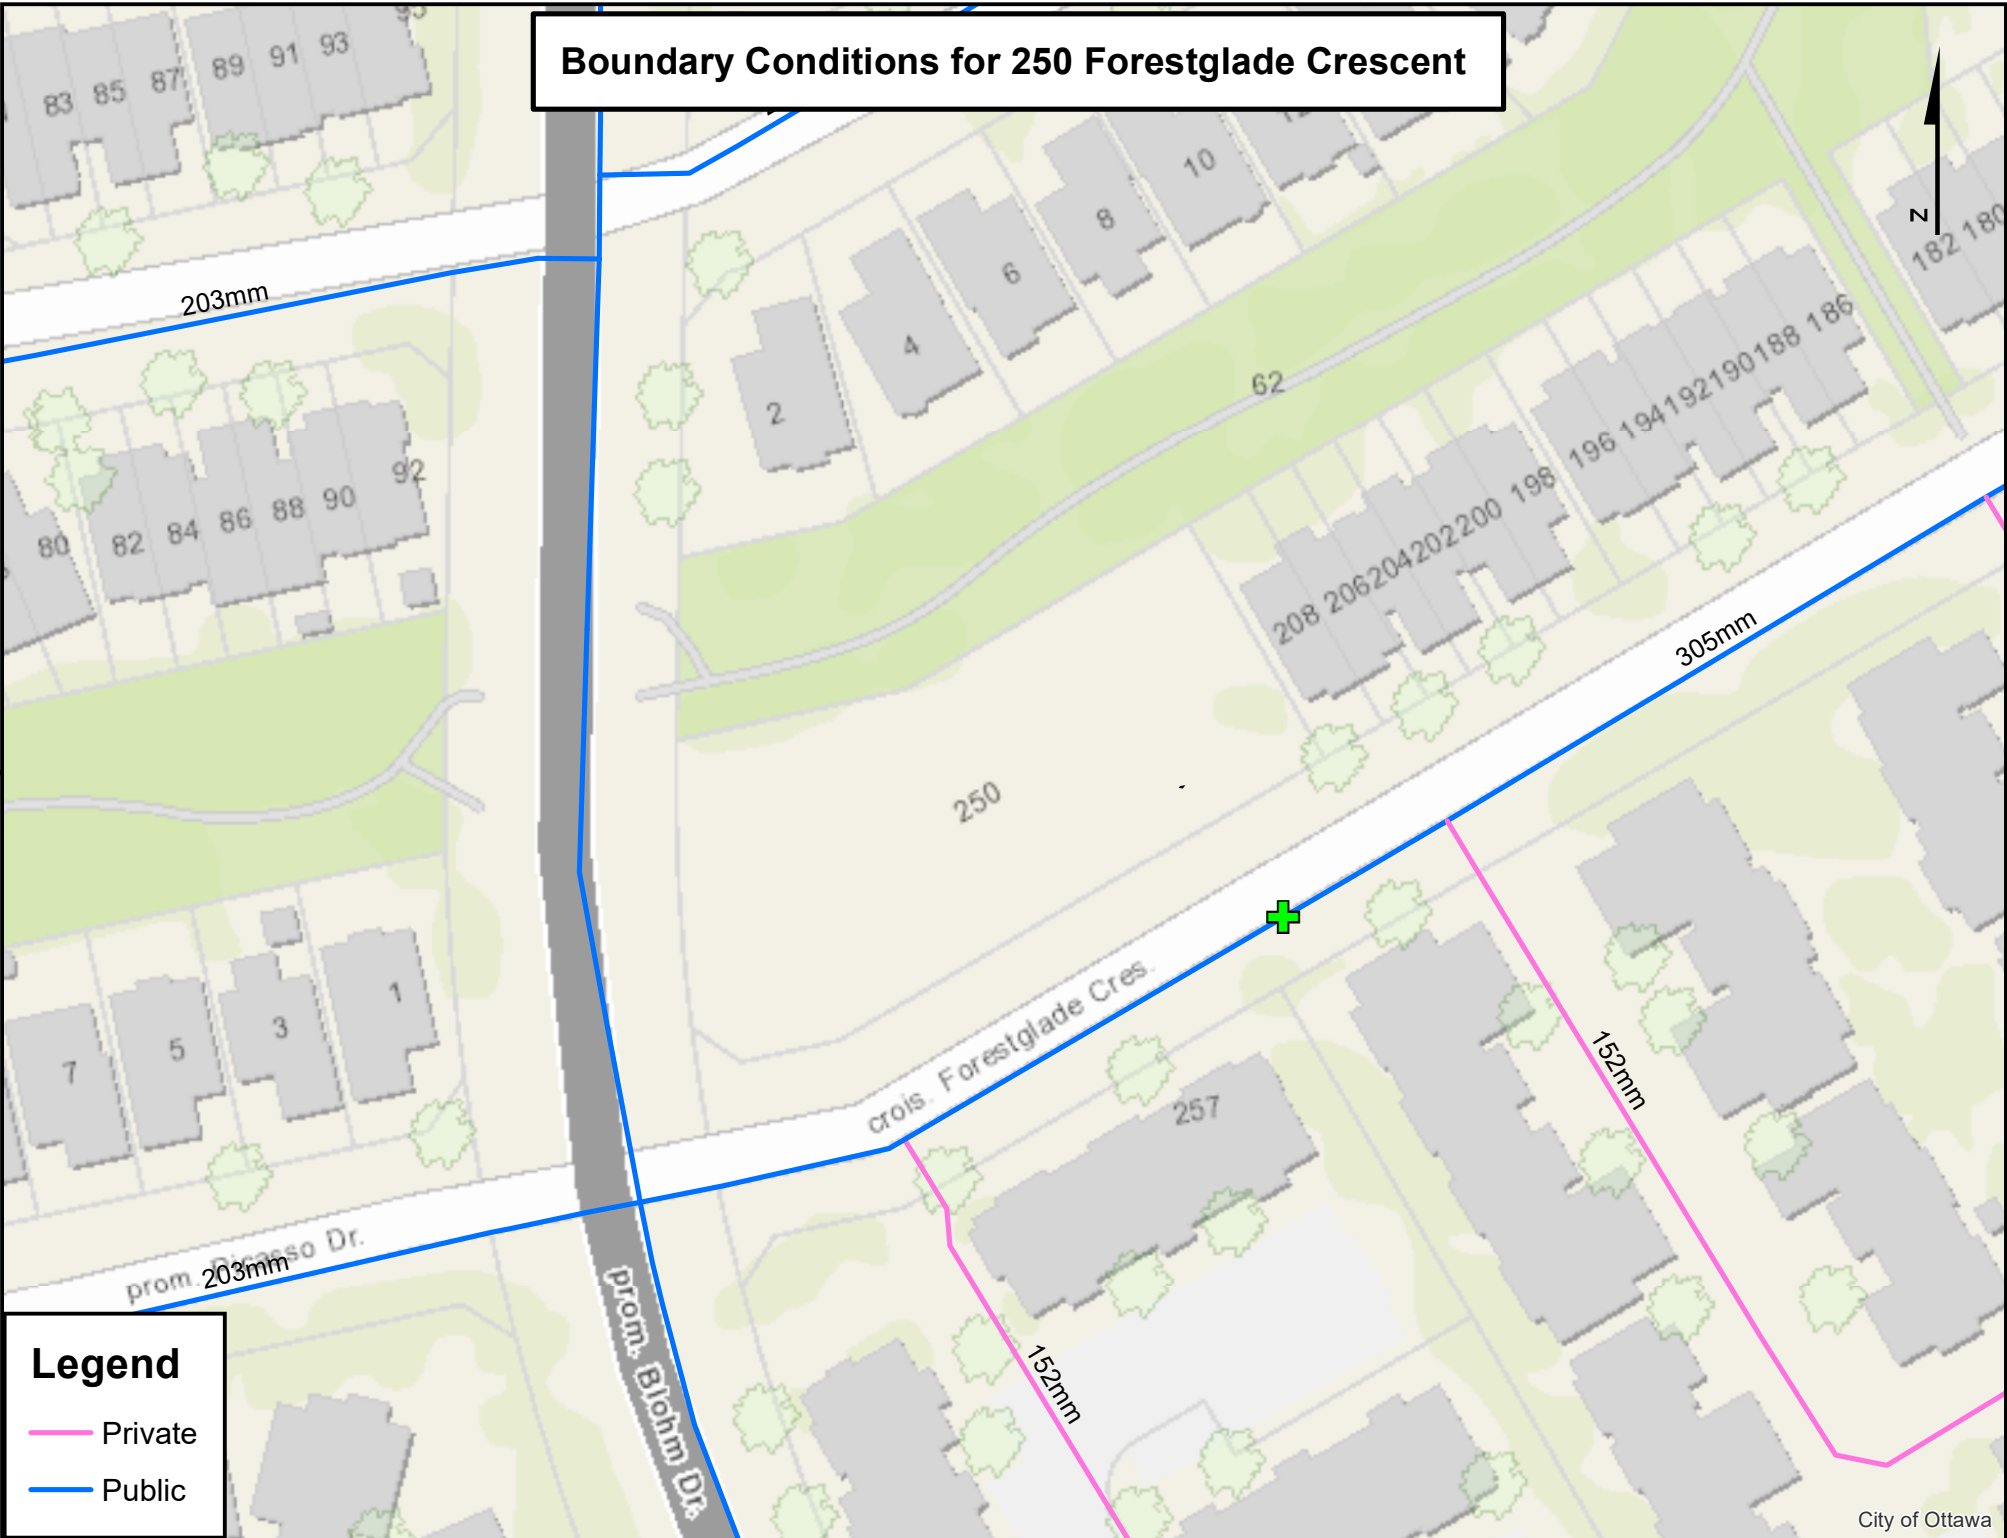 Boundary Conditions for 250 Forestglade Crescent
83 85 87 89 91 93
10
8
6
4
2
z
182 180
203mm
62
186
188
190
192
194
196
198
200
202
204
206
208
80 82 84 86 88 90 92
305mm
250
crois. Forestglade Cres.
7 5 3 1
257
152mm
prom. Picasso Dr.
203mm
prom. Blohm Dr.
152mm
Legend
Private
Public
City of Ottawa